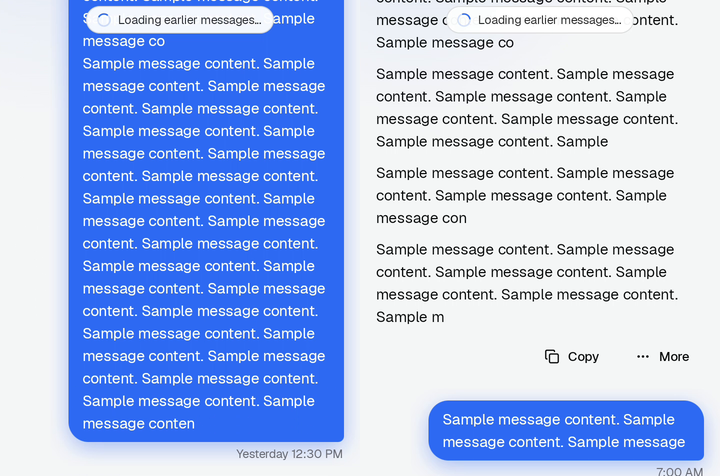 Loading earlier messages...
message co
Sample message content. Sample
message content. Sample message
content. Sample message content.
Sample message content. Sample
message content. Sample message
content. Sample message content.
Sample message content. Sample
message content. Sample message
content. Sample message content.
Sample message content. Sample
message content. Sample message
content. Sample message content.
Sample message content. Sample
message content. Sample message
content. Sample message content.
Sample message content. Sample
message conten
Yesterday 12:30 PM
Loading earlier messages...
Sample message co
Sample message content. Sample message
content. Sample message content. Sample
message content. Sample message content.
Sample message content. Sample
Sample message content. Sample message
content. Sample message content. Sample
message con
Sample message content. Sample message
content. Sample message content. Sample
message content. Sample message content.
Sample m
Copy
More
Sample message content. Sample
message content. Sample message
7:00 AM